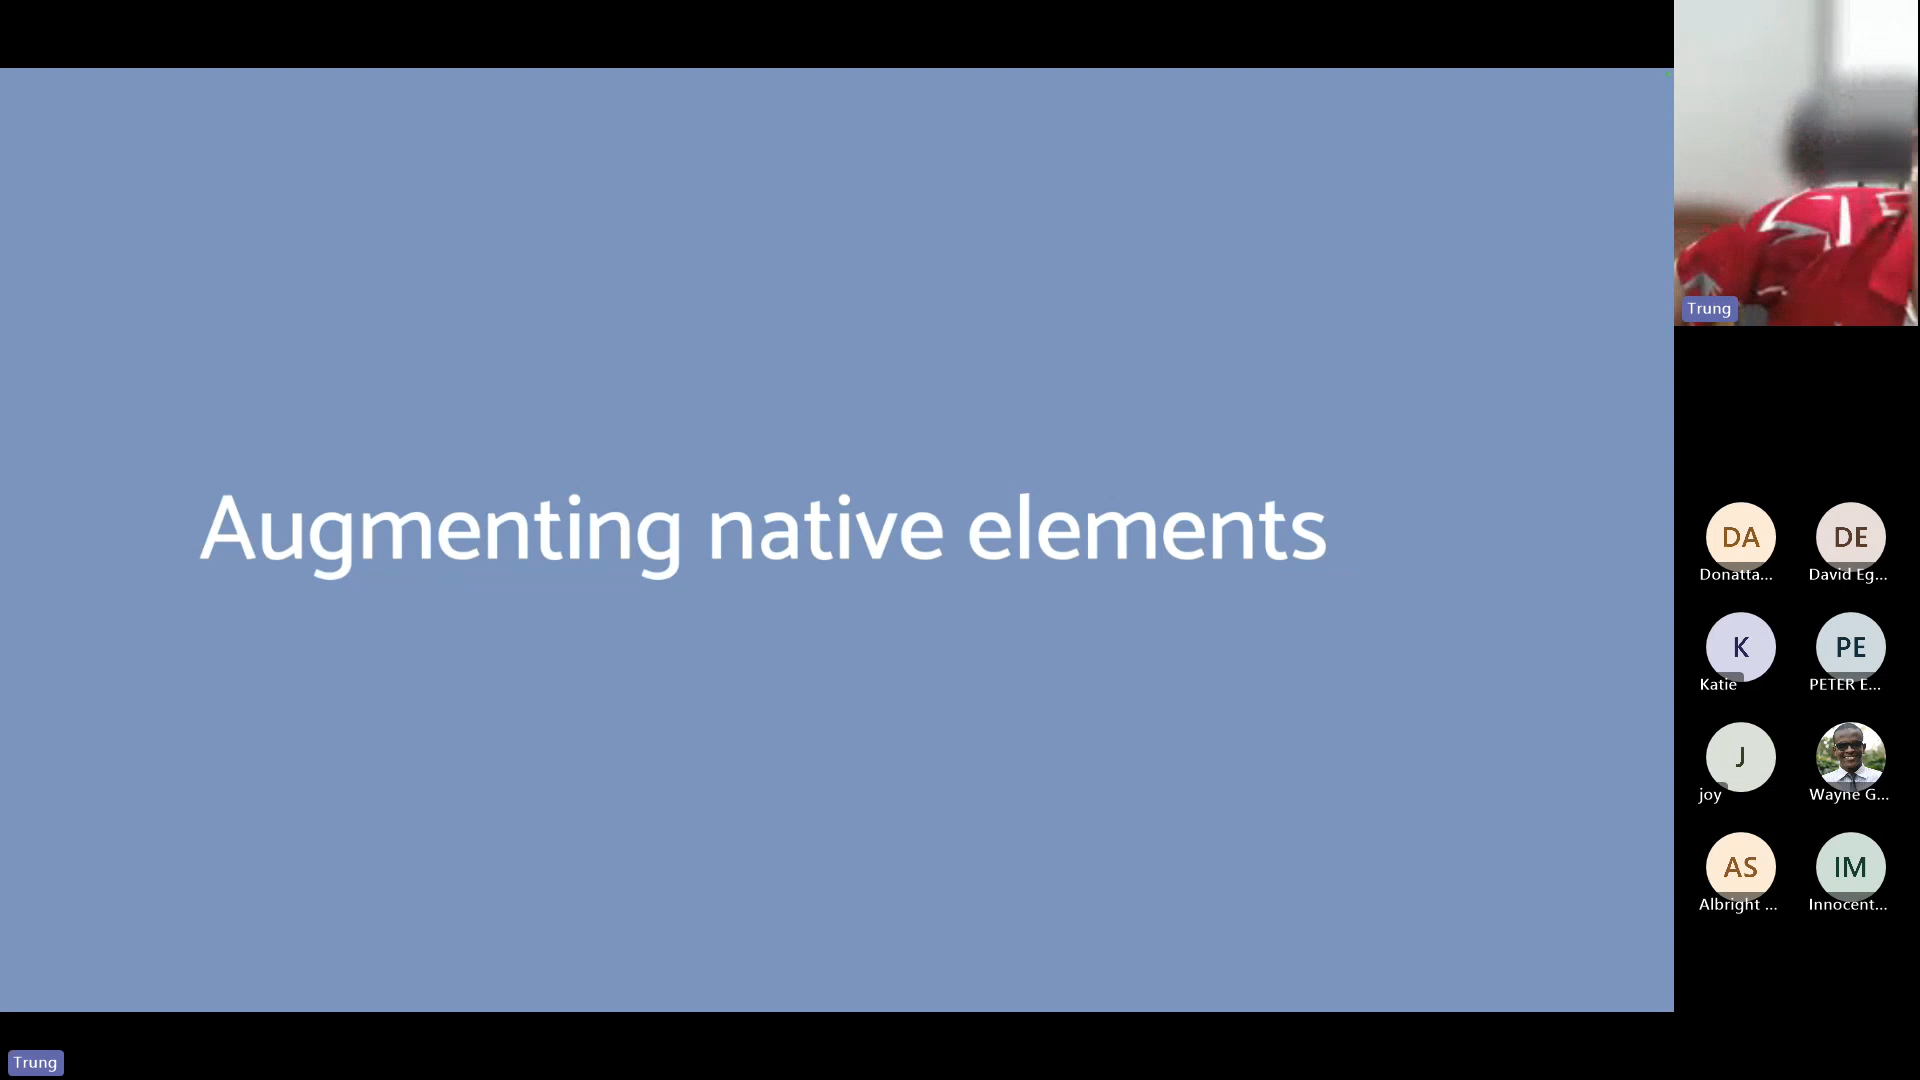 Augmenting native elements
Trung
DA
Donatta...
DE
David Eg...
K
Katie
PE
PETER E...
J
joy
Wayne G...
AS
Albright ...
IM
Innocent...
Trung